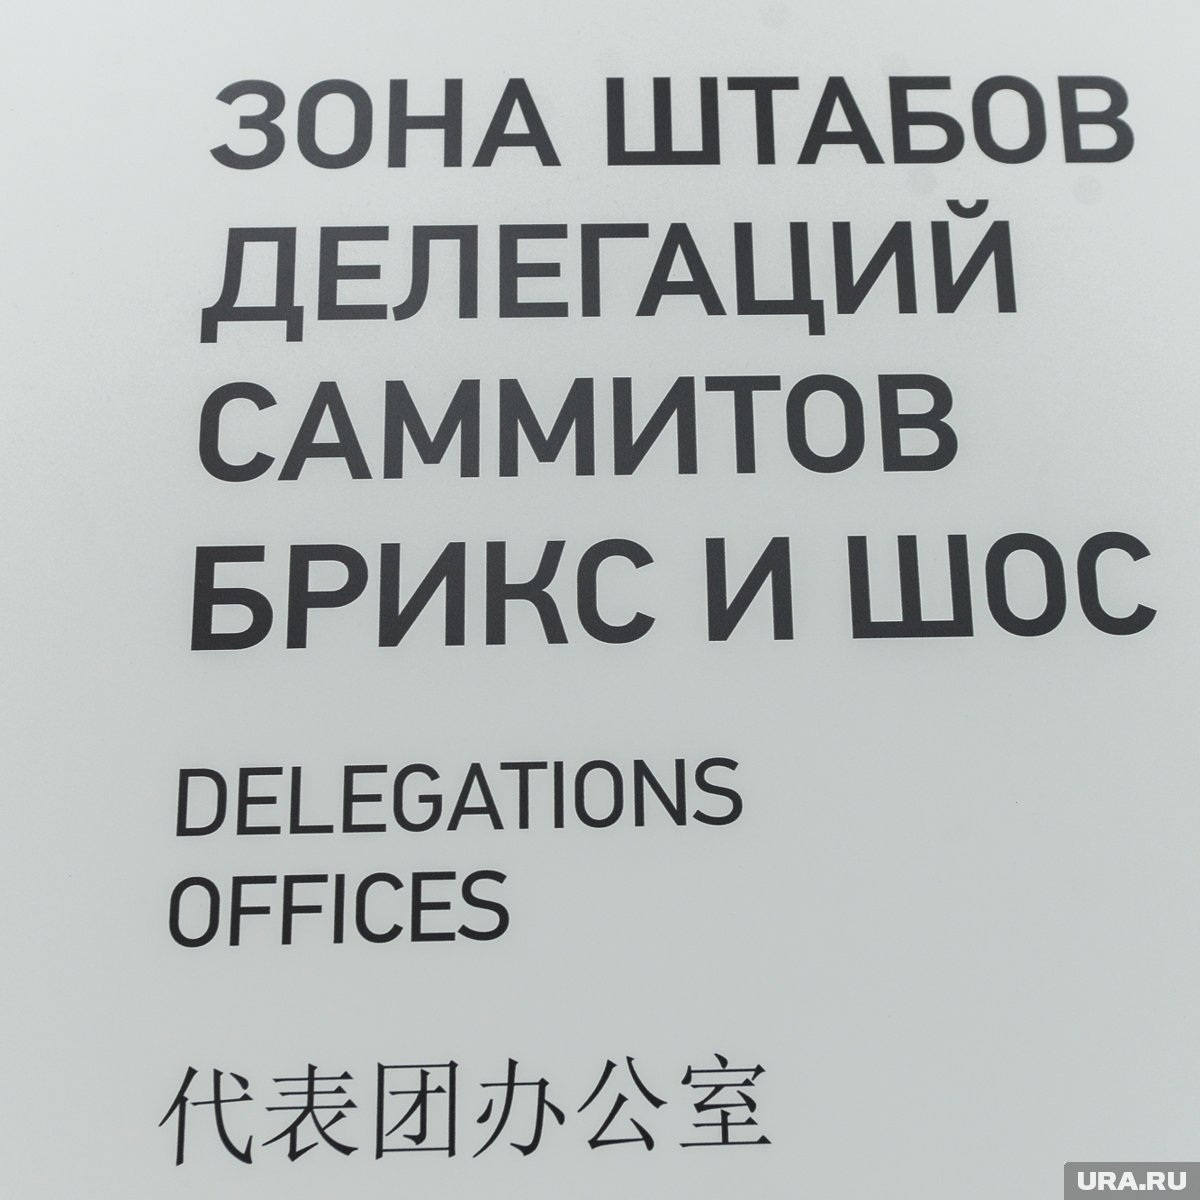 ЗОНА ШТАБОВ
ДЕЛЕГАЦИЙ
САММИТОВ
БРИКС И ШОС
DELEGATIONS
OFFICES
代表团办公室
URA.RU